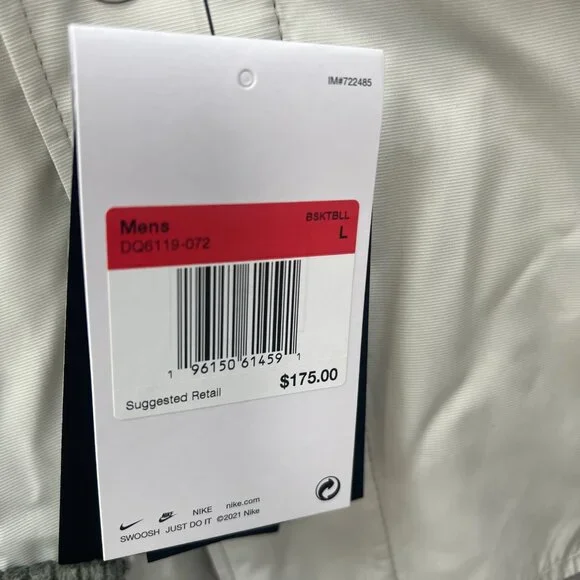 IM#722485
Mens BSKTBLL
DQ6119-072 L
1 96150 61459 1
Suggested Retail $175.00
NIKE nike.com
SWOOSH JUST DO IT ©2021 Nike